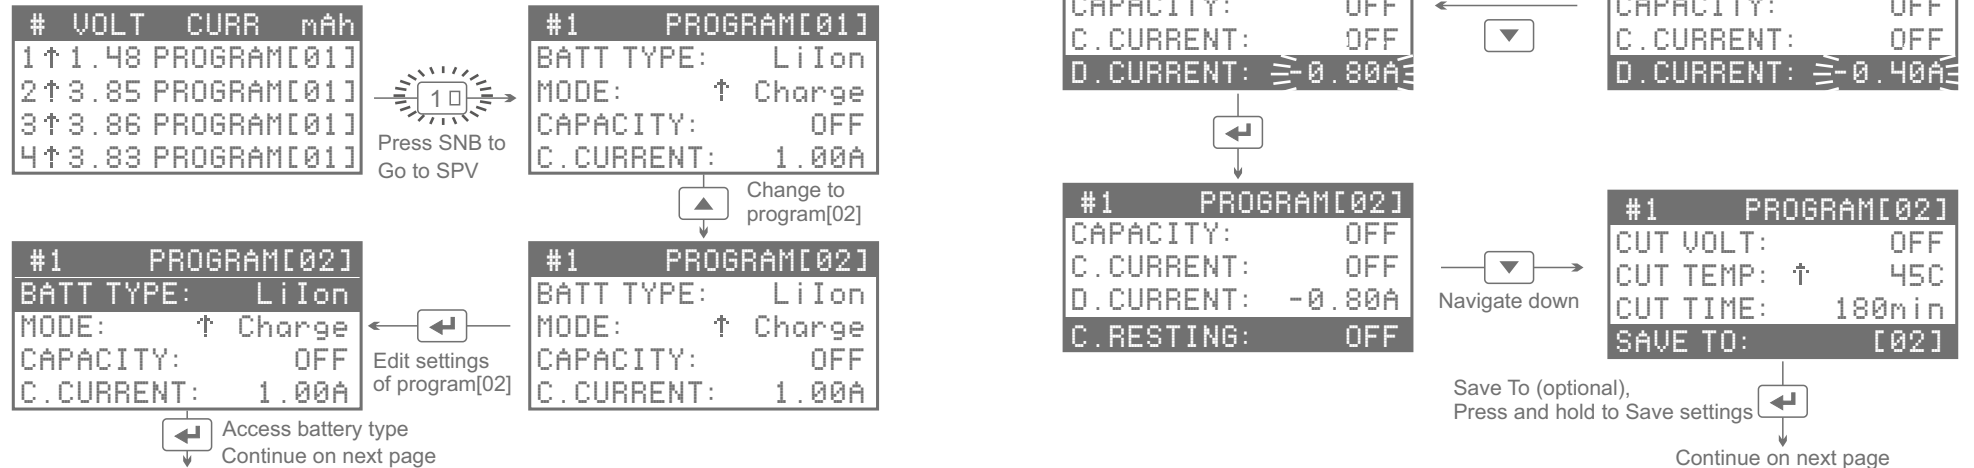 # VOLT CURR mAh
1↑1.48 PROGRAM[01]
2↑3.85 PROGRAM[01]
3↑3.86 PROGRAM[01]
4↑3.83 PROGRAM[01]
1
Press SNB to
Go to SPV
#1 PROGRAM[01]
BATT TYPE: LiIon
MODE: ↑ Charge
CAPACITY: OFF
C.CURRENT: 1.00A
Change to
program[02]
#1 PROGRAM[02]
BATT TYPE: LiIon
MODE: ↑ Charge
CAPACITY: OFF
C.CURRENT: 1.00A
Edit settings
of program[02]
#1 PROGRAM[02]
BATT TYPE: LiIon
MODE: ↑ Charge
CAPACITY: OFF
C.CURRENT: 1.00A
Access battery type
Continue on next page
CAPACITY: OFF
C.CURRENT: OFF
D.CURRENT: -0.40A
CAPACITY: OFF
C.CURRENT: OFF
D.CURRENT: -0.80A
#1 PROGRAM[02]
CAPACITY: OFF
C.CURRENT: OFF
D.CURRENT: -0.80A
C.RESTING: OFF
Navigate down
#1 PROGRAM[02]
CUT VOLT: OFF
CUT TEMP: ↑ 45C
CUT TIME: 180min
SAVE TO: [02]
Save To (optional),
Press and hold to Save settings
Continue on next page